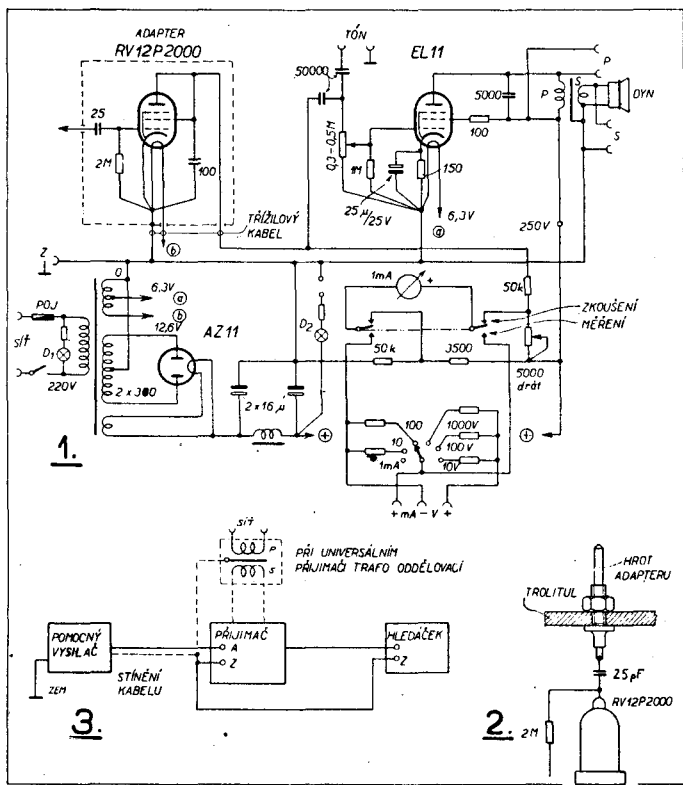 ADAPTER
RV12P2000
25
2M
100
TŘÍŽILOVÝ
KABEL
b
TÓN
50000
0,3-0,5M
1M
25µ/25V
150
6,3V
a
EL11
5000
100
P
S
P
S
DYN
250V
Z
0
6,3V
a
b
12,6V
POJ
síť
D1
220V
2 x 300
AZ11
2 x 16µ
D2
+
1mA
+
50k
ZKOUŠENÍ
MĚŘENÍ
50k
3500
5000
drát
100
10
1mA
1000V
100V
10V
+
+ mA - V +
1.
síť
P
S
PŘI UNIVERSÁLNÍM
PŘIJIMAČI TRAFO ODDĚLOVACÍ
POMOCNÝ
VYSILAČ
ZEM
STÍNĚNÍ
KABELU
PŘIJIMAČ
A
Z
HLEDÁČEK
Z
3.
HROT
ADAPTERU
TROLITUL
25pF
RV12P2000
2M
2.